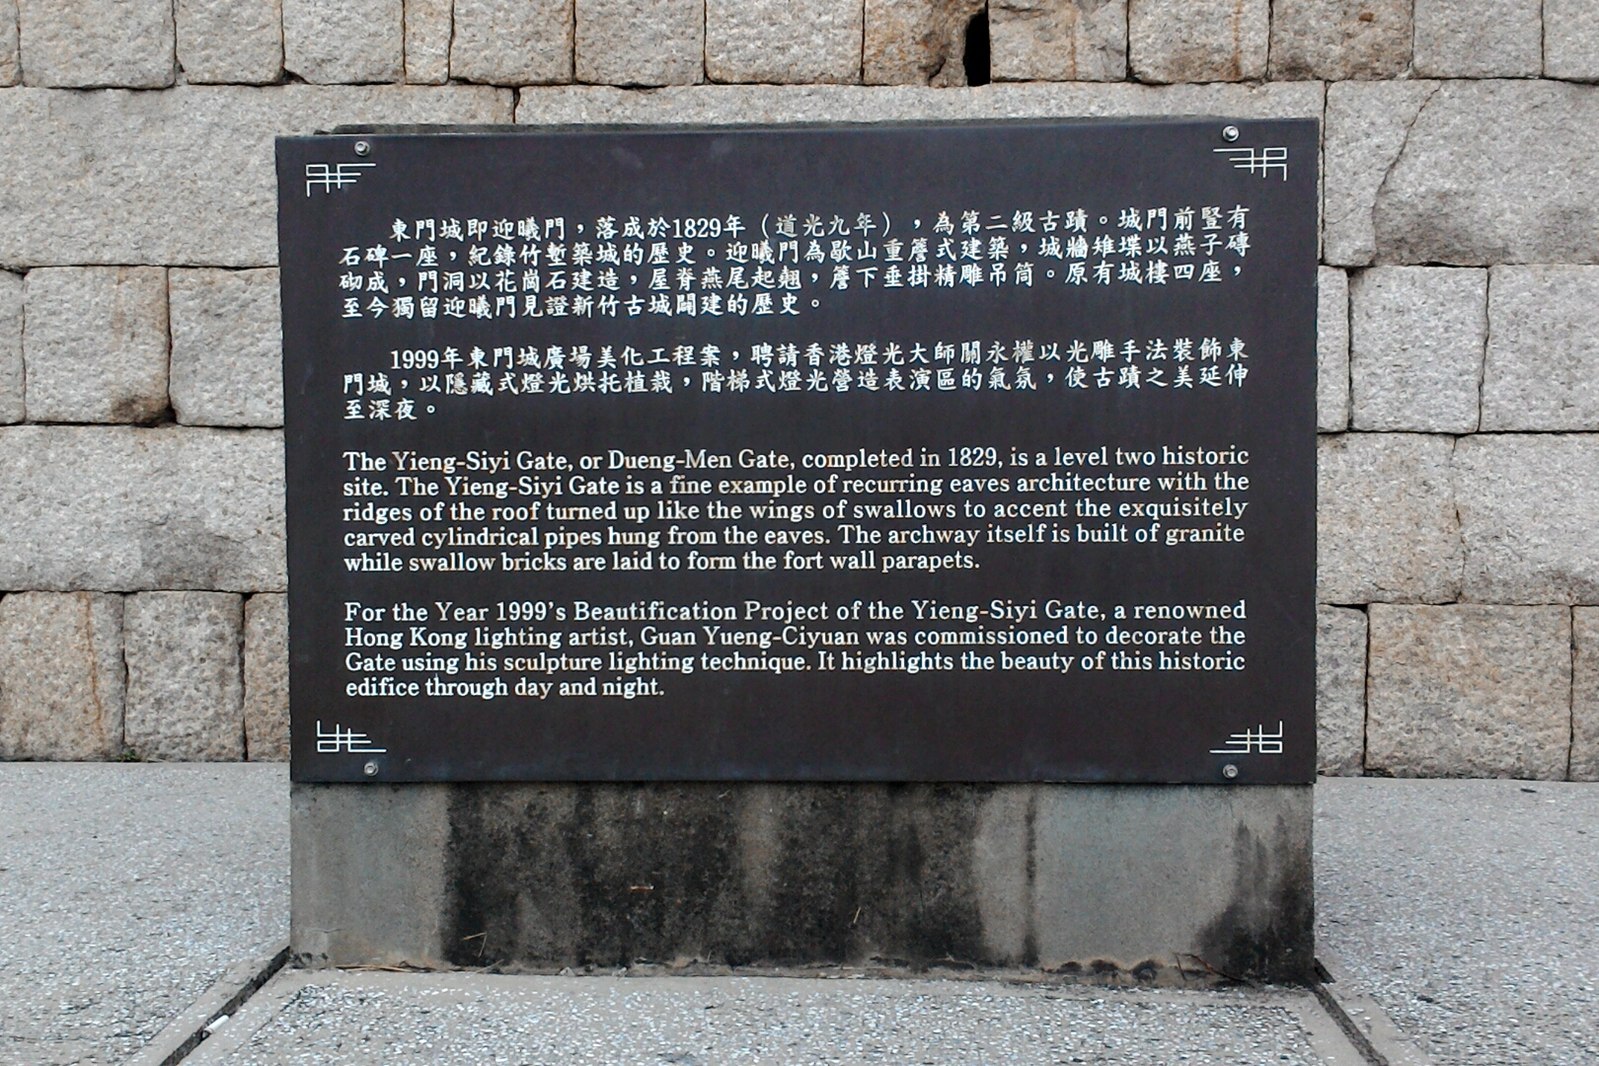 東門城即迎曦門，落成於1829年（道光九年），為第二級古蹟。城門前豎有
石碑一座，紀錄竹塹築城的歷史。迎曦門為歇山重簷式建築，城牆雉堞以燕子磚
砌成，門洞以花崗石建造，屋脊燕尾起翹，簷下垂掛精雕吊筒。原有城樓四座，
至今獨留迎曦門見證新竹古城闢建的歷史。
1999年東門城廣場美化工程案，聘請香港燈光大師關永權以光雕手法裝飾東
門城，以隱藏式燈光烘托植栽，階梯式燈光營造表演區的氣氛，使古蹟之美延伸
至深夜。
The Yieng-Siyi Gate, or Dueng-Men Gate, completed in 1829, is a level two historic
site. The Yieng-Siyi Gate is a fine example of recurring eaves architecture with the
ridges of the roof turned up like the wings of swallows to accent the exquisitely
carved cylindrical pipes hung from the eaves. The archway itself is built of granite
while swallow bricks are laid to form the fort wall parapets.
For the Year 1999's Beautification Project of the Yieng-Siyi Gate, a renowned
Hong Kong lighting artist, Guan Yueng-Ciyuan was commissioned to decorate the
Gate using his sculpture lighting technique. It highlights the beauty of this historic
edifice through day and night.